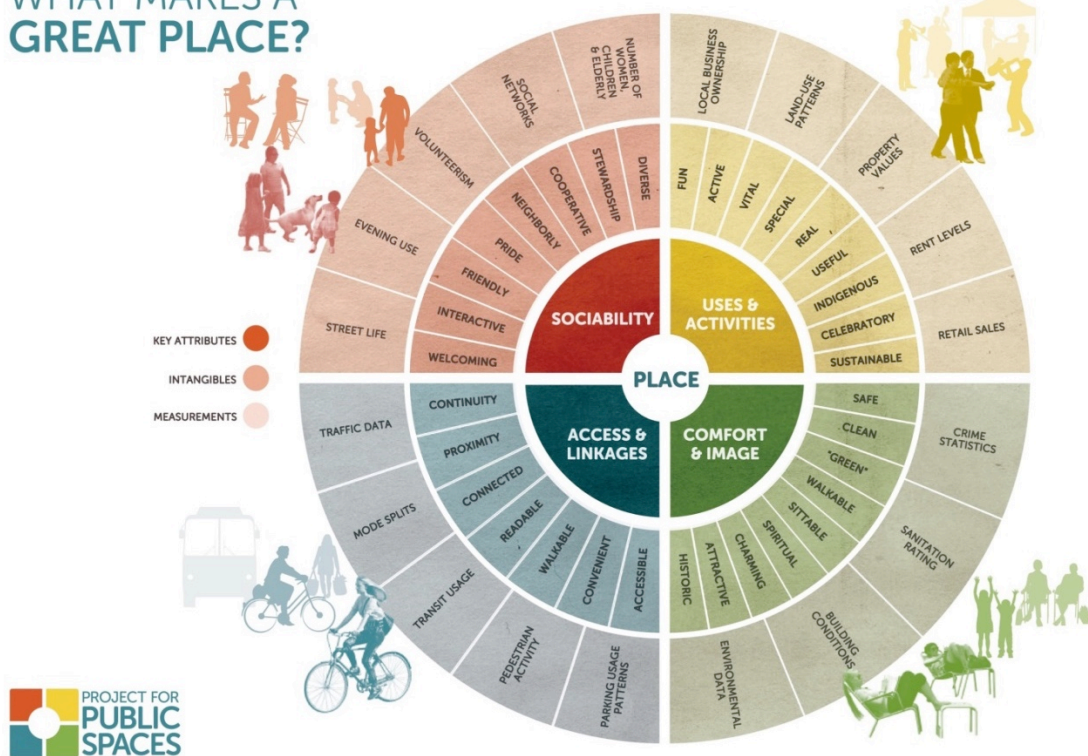 WHAT MAKES A
GREAT PLACE?
NUMBER OF
WOMEN,
CHILDREN
& ELDERLY
SOCIAL
NETWORKS
VOLUNTEERISM
EVENING USE
STREET LIFE
LOCAL BUSINESS
OWNERSHIP
LAND-USE
PATTERNS
PROPERTY
VALUES
RENT LEVELS
RETAIL SALES
DIVERSE
STEWARDSHIP
COOPERATIVE
NEIGHBORLY
PRIDE
FRIENDLY
INTERACTIVE
WELCOMING
FUN
ACTIVE
VITAL
SPECIAL
REAL
USEFUL
INDIGENOUS
CELEBRATORY
SUSTAINABLE
SOCIABILITY
USES &
ACTIVITIES
PLACE
ACCESS &
LINKAGES
COMFORT
& IMAGE
KEY ATTRIBUTES
INTANGIBLES
MEASUREMENTS
CONTINUITY
PROXIMITY
CONNECTED
READABLE
WALKABLE
CONVENIENT
ACCESSIBLE
SAFE
CLEAN
"GREEN"
WALKABLE
SITTABLE
SPIRITUAL
CHARMING
ATTRACTIVE
HISTORIC
TRAFFIC DATA
MODE SPLITS
TRANSIT USAGE
PEDESTRIAN
ACTIVITY
PARKING USAGE
PATTERNS
CRIME
STATISTICS
SANITATION
RATING
BUILDING
CONDITIONS
ENVIRONMENTAL
DATA
PROJECT FOR
PUBLIC
SPACES